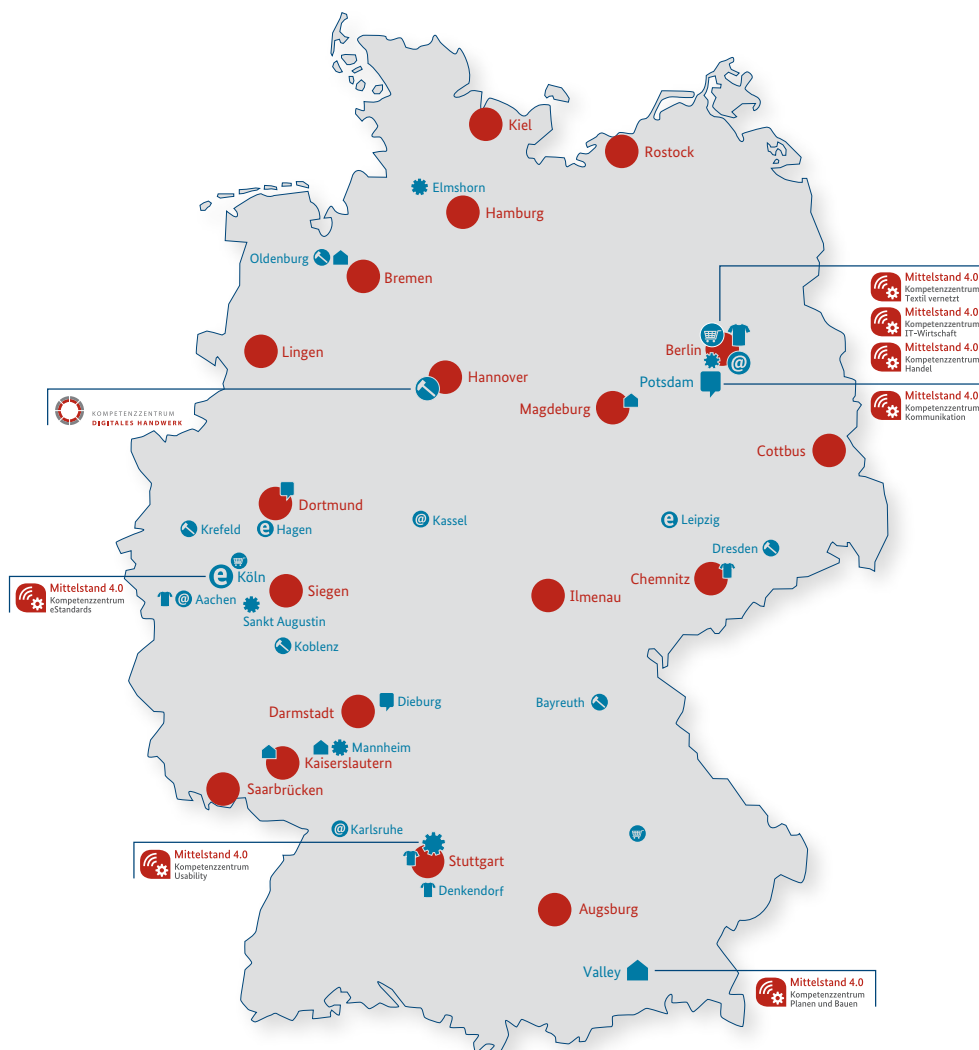 Kiel
Rostock
Elmshorn
Hamburg
Oldenburg
Bremen
Mittelstand 4.0
Kompetenzzentrum
Textil vernetzt
Mittelstand 4.0
Kompetenzzentrum
IT-Wirtschaft
Mittelstand 4.0
Kompetenzzentrum
Handel
Lingen
Berlin
@
Hannover
Potsdam
Mittelstand 4.0
Kompetenzzentrum
Kommunikation
KOMPETENZZENTRUM
DIGITALES HANDWERK
Magdeburg
Cottbus
Dortmund
Krefeld
e Hagen
@ Kassel
e Leipzig
Dresden
e Köln
Chemnitz
Mittelstand 4.0
Kompetenzzentrum
eStandards
@ Aachen
Siegen
Ilmenau
Sankt Augustin
Koblenz
Dieburg
Bayreuth
Darmstadt
Mannheim
Kaiserslautern
Saarbrücken
@ Karlsruhe
Mittelstand 4.0
Kompetenzzentrum
Usability
Stuttgart
Denkendorf
Augsburg
Valley
Mittelstand 4.0
Kompetenzzentrum
Planen und Bauen